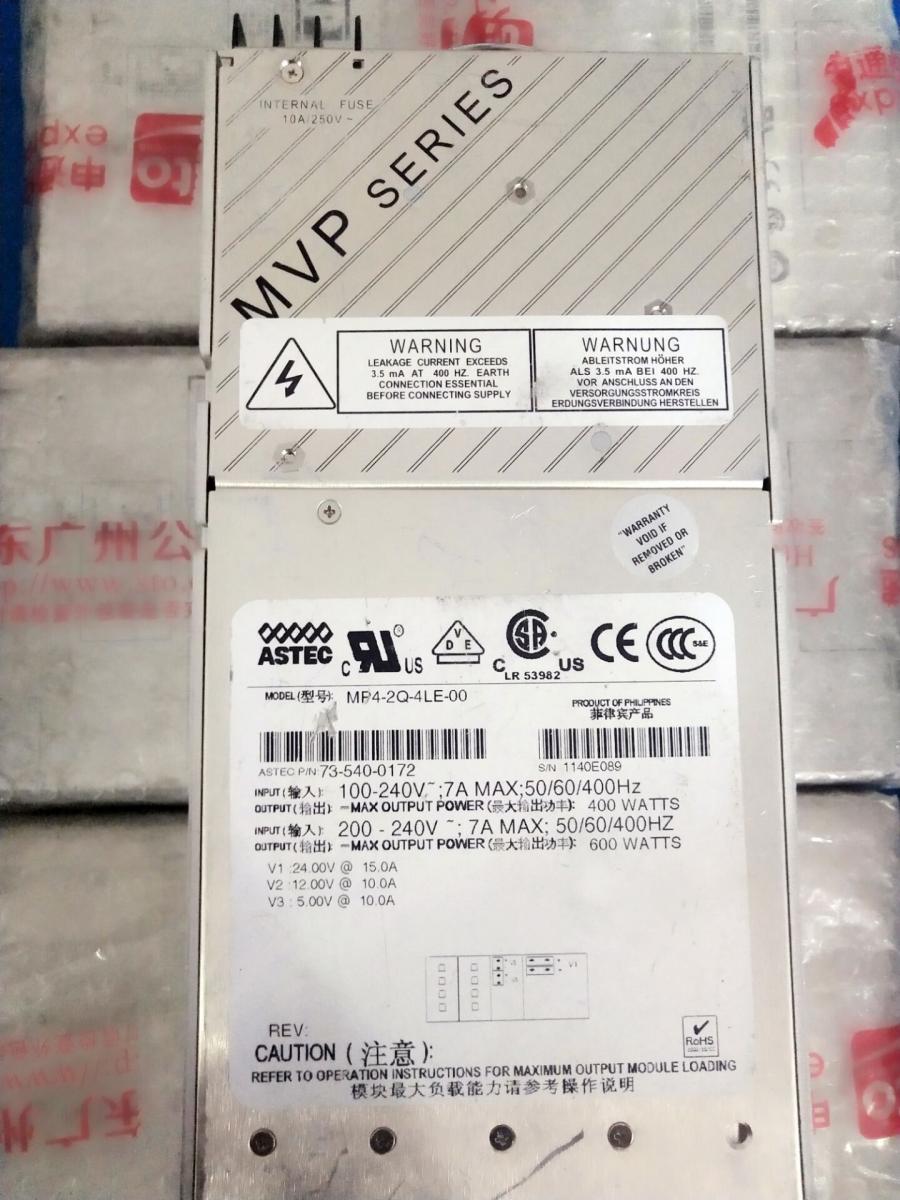 INTERNAL FUSE
10A/250V ~
MVP SERIES
WARNING
LEAKAGE CURRENT EXCEEDS
3.5 mA AT 400 HZ. EARTH
CONNECTION ESSENTIAL
BEFORE CONNECTING SUPPLY
WARNUNG
ABLEITSTROM HÖHER
ALS 3.5 mA BEI 400 HZ.
VOR ANSCHLUSS AN DEN
VERSORGUNGSSTROMKREIS
ERDUNGSVERBINDUNG HERSTELLEN
"WARRANTY
VOID IF
REMOVED OR
BROKEN"
东广州公
ASTEC
C RU ® US
VDE
C SA US
LR 53982
CE
CCC S&E
MODEL (型号): MP4-2Q-4LE-00
PRODUCT OF PHILIPPINES
菲律宾产品
ASTEC P/N: 73-540-0172
S/N 1140E089
INPUT (输入): 100-240V~;7A MAX;50/60/400Hz
OUTPUT (输出): ⎓MAX OUTPUT POWER (最大输出功率): 400 WATTS
INPUT (输入): 200 - 240V ~; 7A MAX; 50/60/400HZ
OUTPUT (输出): ⎓MAX OUTPUT POWER (最大输出功率): 600 WATTS
V1 :24.00V @ 15.0A
V2 :12.00V @ 10.0A
V3 : 5.00V @ 10.0A
V1
REV:
RoHS
CAUTION (注意):
REFER TO OPERATION INSTRUCTIONS FOR MAXIMUM OUTPUT MODULE LOADING
模块最大负载能力请参考操作说明